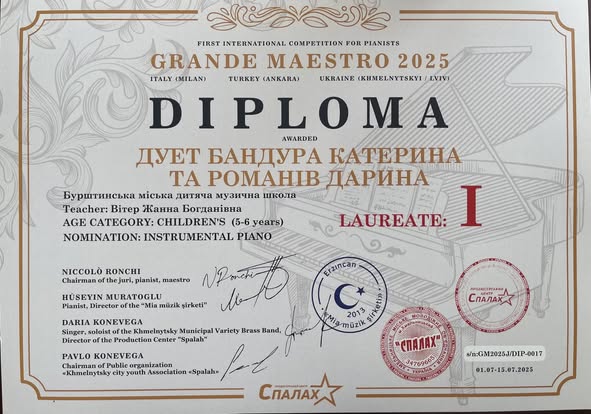 FIRST INTERNATIONAL COMPETITION FOR PIANISTS
GRANDE MAESTRO 2025
ITALY (MILAN) TURKEY (ANKARA) UKRAINE (KHMELNYTSKYI / LVIV)
DIPLOMA
AWARDED
ДУЕТ БАНДУРА КАТЕРИНА
ТА РОМАНІВ ДАРИНА
Бурштинська міська дитяча музична школа
Teacher: Вітер Жанна Богданівна
AGE CATEGORY: CHILDREN'S (5-6 years)
NOMINATION: INSTRUMENTAL PIANO
LAUREATE: I
NICCOLÒ RONCHI
Chairman of the juri, pianist, maestro
HÜSEYIN MURATOGLU
Pianist, Director of the "Mia müzik şirketi"
DARIA KONEVEGA
Singer, soloist of the Khmelnytsky Municipal Variety Brass Band,
Director of the Production Center "Spalah"
PAVLO KONEVEGA
Chairman of Public organization
«Khmelnytsky city youth Association «Spalah»
Erzincan
2013
«Mia müzik şirketi»
"СПАЛАХ"
34769665
УКРАЇНА
ПРОДЮСЕРСЬКИЙ
ЦЕНТР
СПАЛАХ
s/n:GM2025J/DIP-0017
01.07-15.07.2025
СПАЛАХ